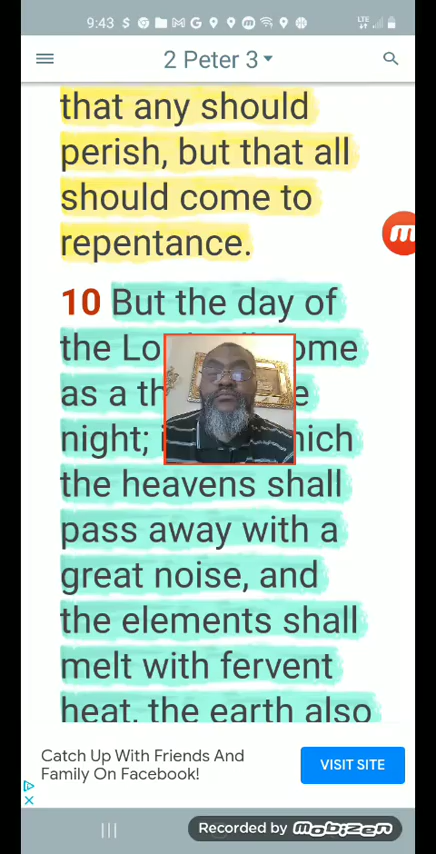 9:43
LTE
2 Peter 3
that any should
perish, but that all
should come to
repentance.
10 But the day of
the ome
as a th e
night; hich
the heavens shall
pass away with a
great noise, and
the elements shall
melt with fervent
heat, the earth also
Catch Up With Friends And
Family On Facebook!
VISIT SITE
Recorded by mobizen